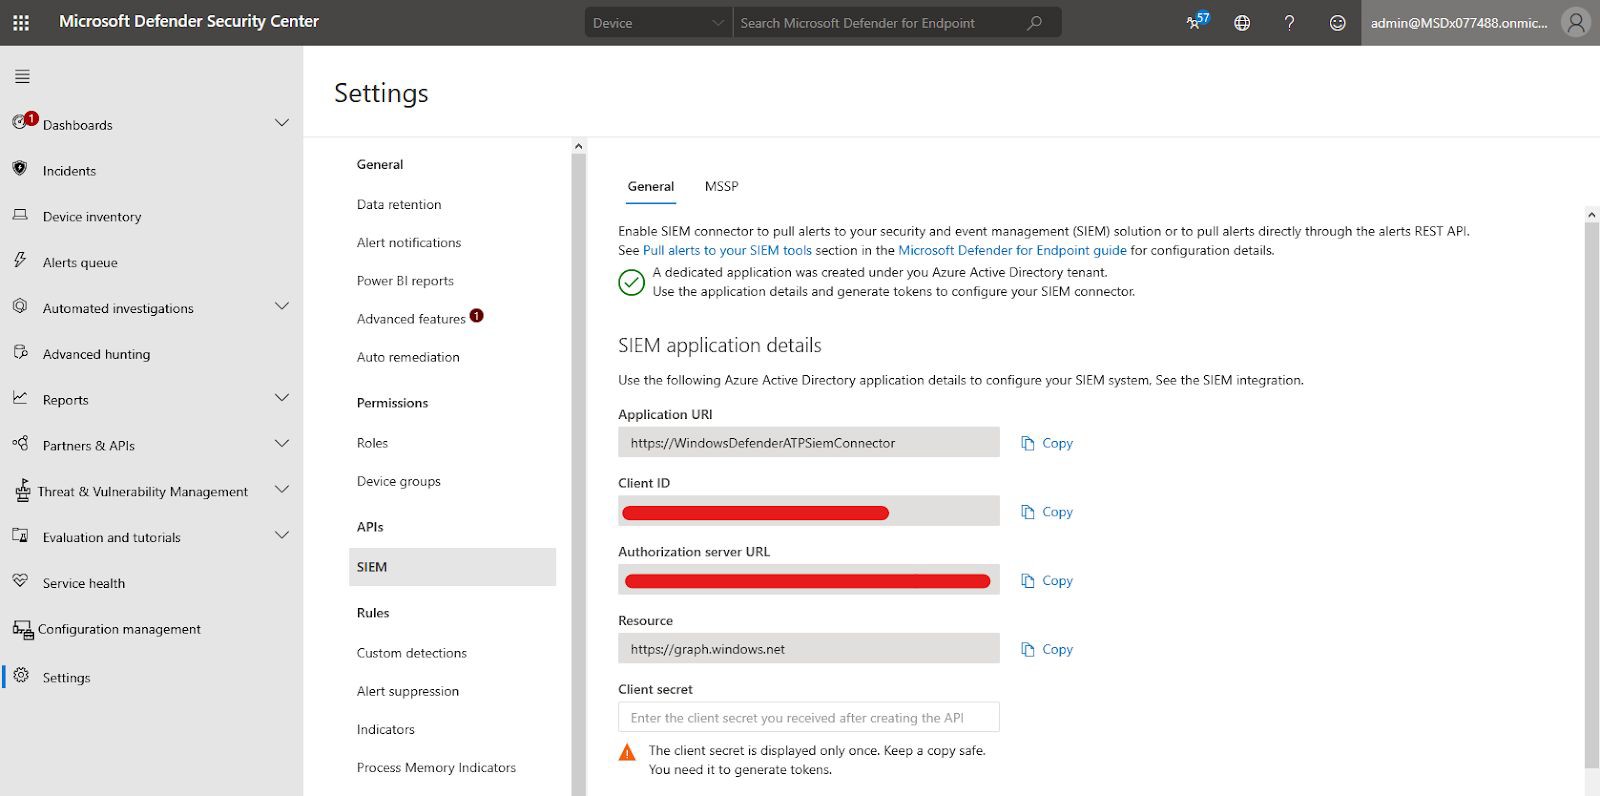 Microsoft Defender Security Center
Device
Search Microsoft Defender for Endpoint
57
?
admin@MSDx077488.onmic...
1
Dashboards
Incidents
Device inventory
Alerts queue
Automated investigations
Advanced hunting
Reports
Partners & APIs
Threat & Vulnerability Management
Evaluation and tutorials
Service health
Configuration management
Settings
Settings
General
Data retention
Alert notifications
Power BI reports
Advanced features 1
Auto remediation
Permissions
Roles
Device groups
APIs
SIEM
Rules
Custom detections
Alert suppression
Indicators
Process Memory Indicators
General MSSP
Enable SIEM connector to pull alerts to your security and event management (SIEM) solution or to pull alerts directly through the alerts REST API.
See Pull alerts to your SIEM tools section in the Microsoft Defender for Endpoint guide for configuration details.
A dedicated application was created under you Azure Active Directory tenant.
Use the application details and generate tokens to configure your SIEM connector.
SIEM application details
Use the following Azure Active Directory application details to configure your SIEM system, See the SIEM integration.
Application URI
https://WindowsDefenderATPSiemConnector Copy
Client ID
Copy
Authorization server URL
Copy
Resource
https://graph.windows.net Copy
Client secret
Enter the client secret you received after creating the API
The client secret is displayed only once. Keep a copy safe.
You need it to generate tokens.